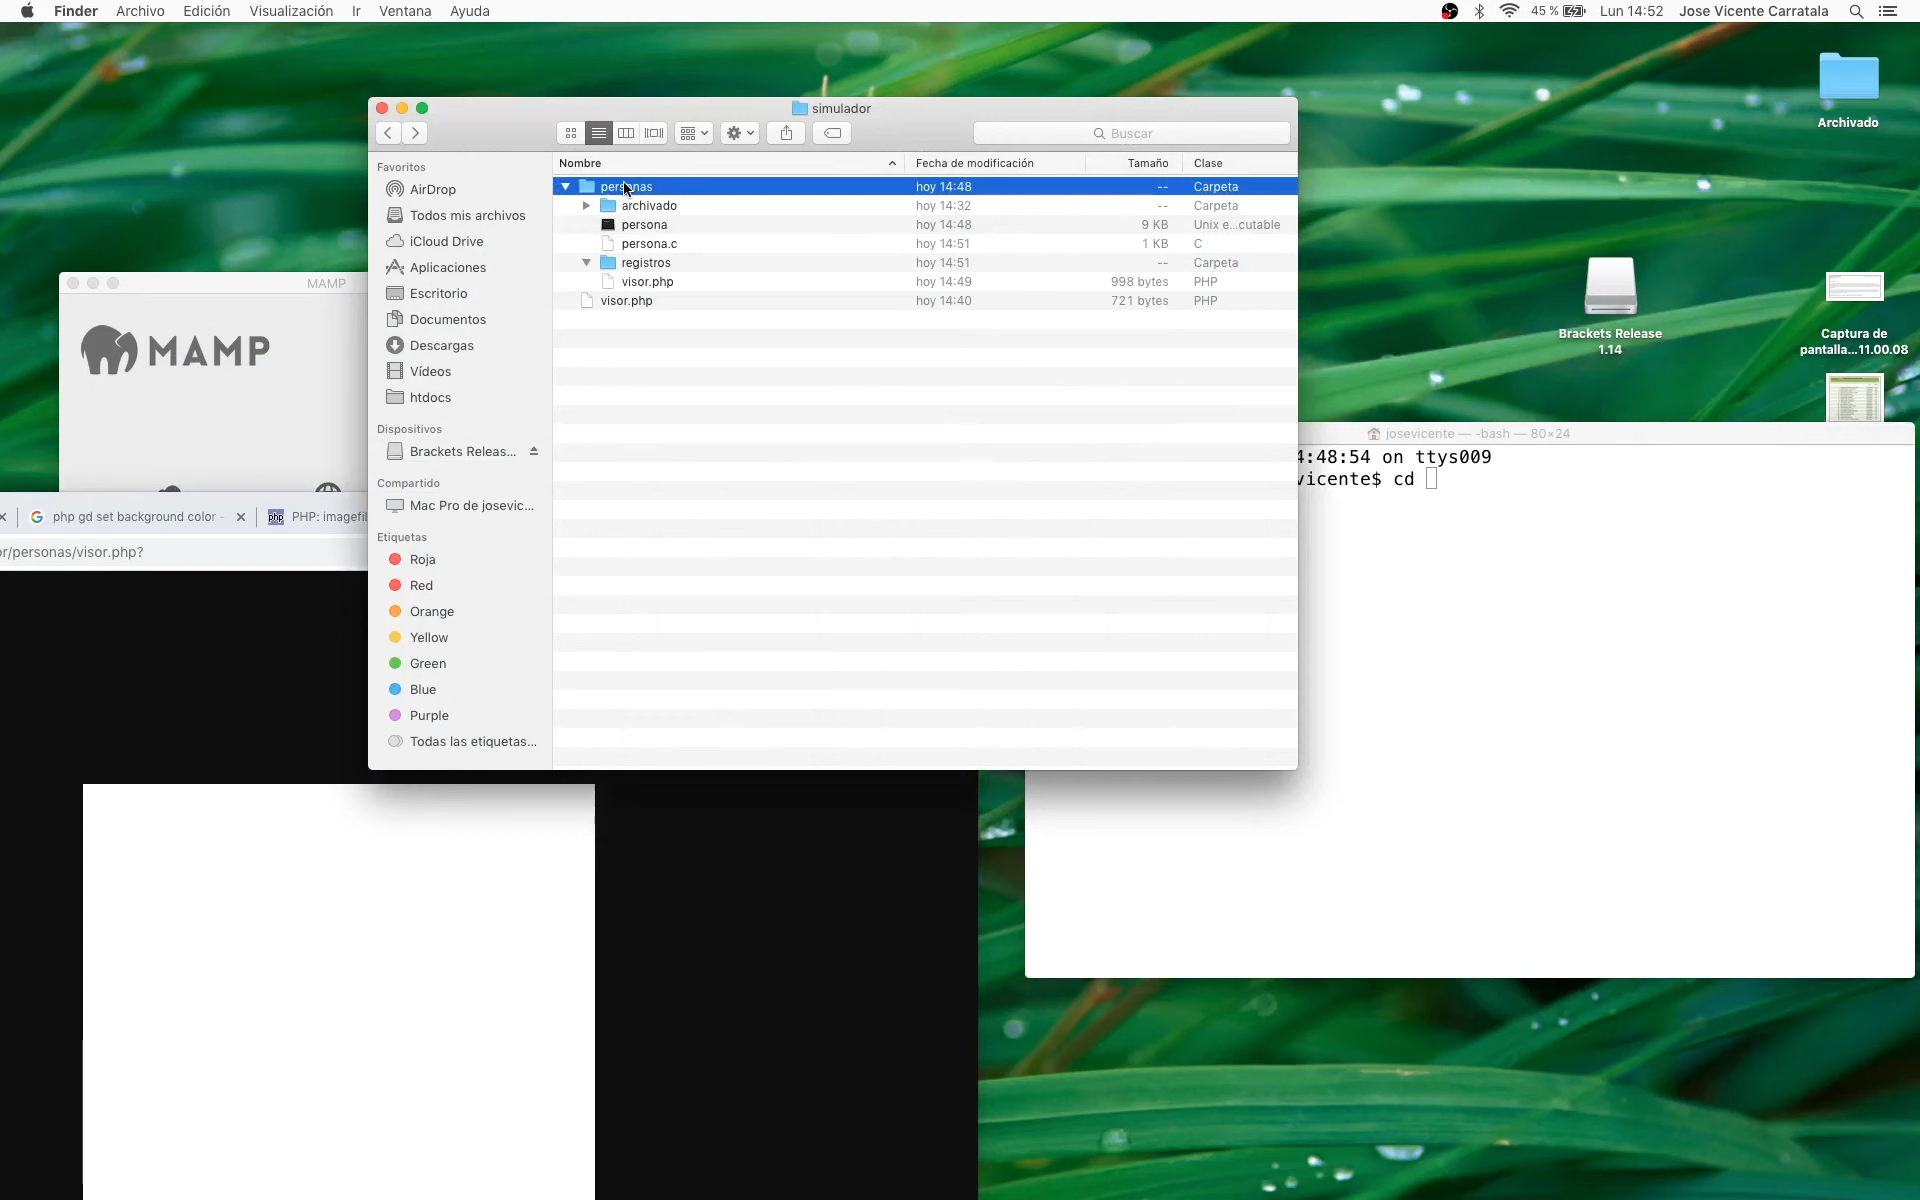 Finder Archivo Edición Visualización Ir Ventana Ayuda 45 % Lun 14:52 Jose Vicente Carratala
simulador
Buscar
Favoritos
AirDrop
Todos mis archivos
iCloud Drive
Aplicaciones
Escritorio
Documentos
Descargas
Vídeos
htdocs
Dispositivos
Brackets Releas...
Compartido
Mac Pro de josevic...
Etiquetas
Roja
Red
Orange
Yellow
Green
Blue
Purple
Todas las etiquetas...
Nombre Fecha de modificación Tamaño Clase
personas hoy 14:48 -- Carpeta
archivado hoy 14:32 -- Carpeta
persona hoy 14:48 9 KB Unix e...cutable
persona.c hoy 14:51 1 KB C
registros hoy 14:51 -- Carpeta
visor.php hoy 14:49 998 bytes PHP
visor.php hoy 14:40 721 bytes PHP
MAMP
MAMP
php gd set background color - PHP: imagefil
or/personas/visor.php?
Archivado
Brackets Release
1.14
Captura de
pantalla...11.00.08
josevicente — -bash — 80×24
4:48:54 on ttys009
vicente$ cd